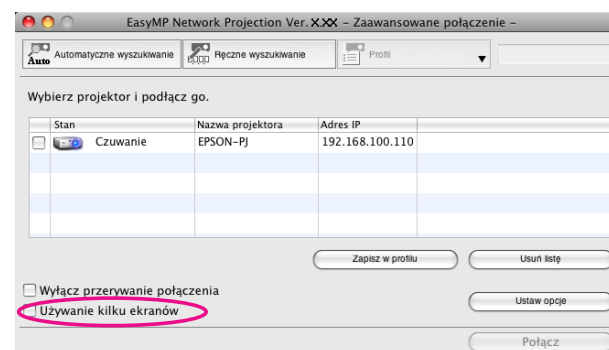 EasyMP Network Projection Ver. X.XX – Zaawansowane połączenie –
Auto Automatyczne wyszukiwanie Ręczne wyszukiwanie Profil
Wybierz projektor i podłącz go.
Stan Nazwa projektora Adres IP
Czuwanie EPSON-PJ 192.168.100.110
Zapisz w profilu Usuń listę
Wyłącz przerywanie połączenia
Używanie kilku ekranów
Ustaw opcje
Połącz